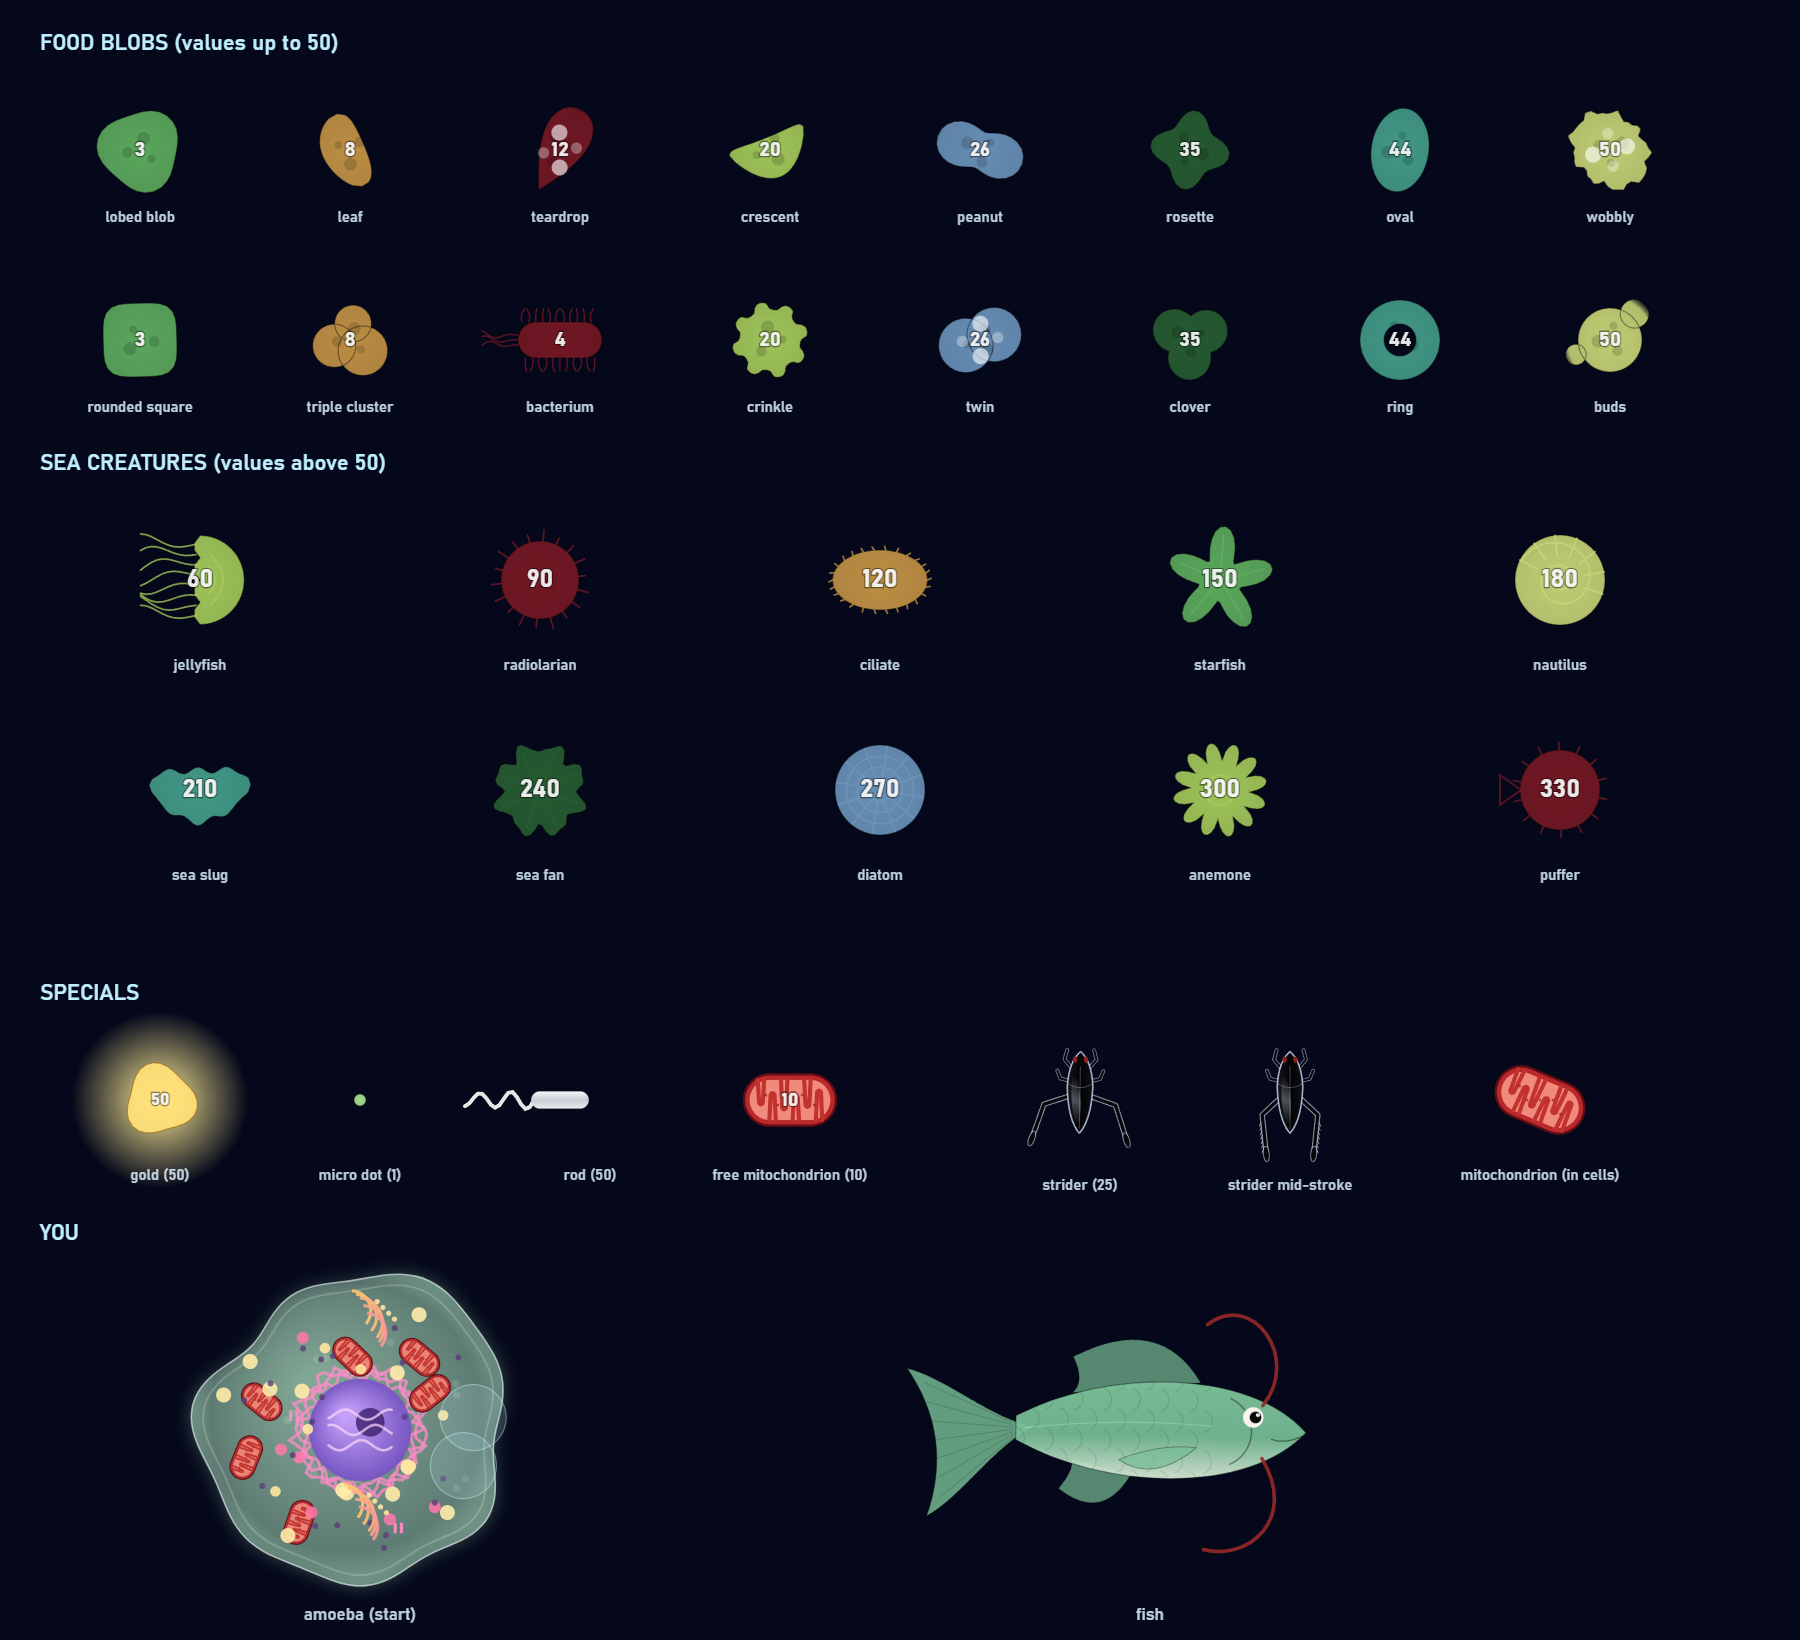 FOOD BLOBS (values up to 50)
3 8 12 20 26 35 44 50
lobed blob leaf teardrop crescent peanut rosette oval wobbly
3 8 4 20 26 35 44 50
rounded square triple cluster bacterium crinkle twin clover ring buds
SEA CREATURES (values above 50)
60 90 120 150 180
jellyfish radiolarian ciliate starfish nautilus
210 240 270 300 330
sea slug sea fan diatom anemone puffer
SPECIALS
50 10
gold (50) micro dot (1) rod (50) free mitochondrion (10) strider (25) strider mid-stroke mitochondrion (in cells)
YOU
amoeba (start) fish